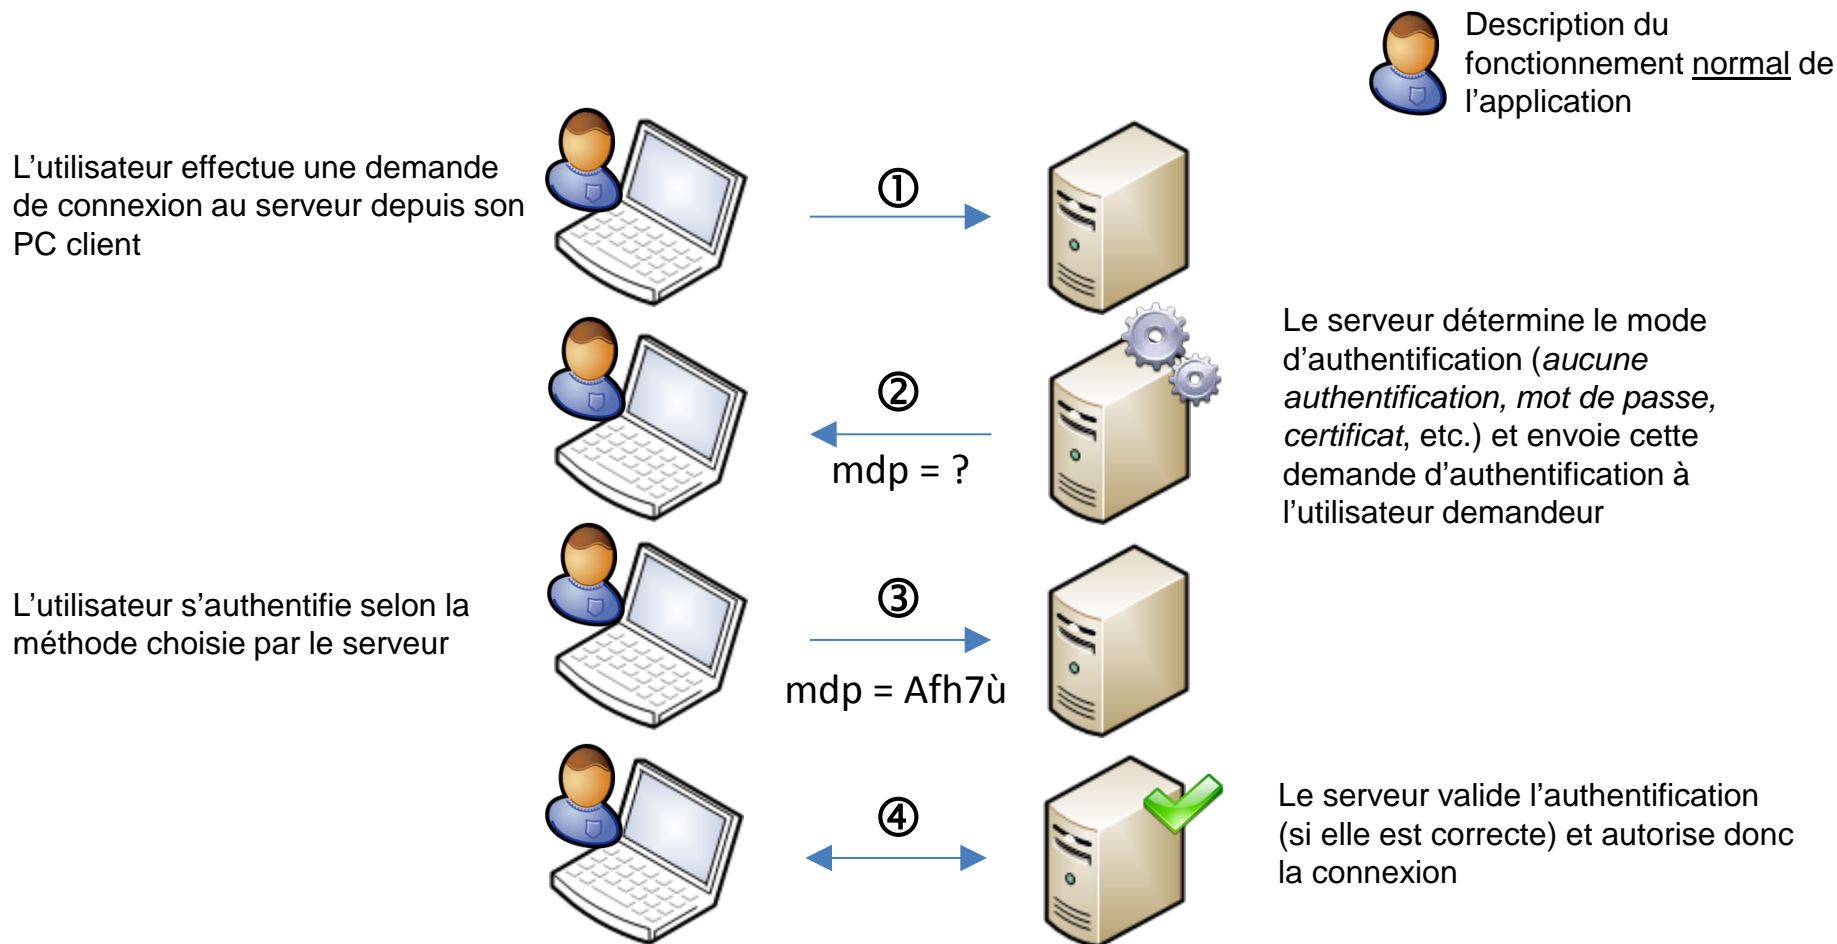 Description du
fonctionnement normal de
l’application
L’utilisateur effectue une demande
de connexion au serveur depuis son
PC client
①
Le serveur détermine le mode
d’authentification (aucune
authentification, mot de passe,
certificat, etc.) et envoie cette
demande d’authentification à
l’utilisateur demandeur
②
mdp = ?
L’utilisateur s’authentifie selon la
méthode choisie par le serveur
③
mdp = Afh7ù
④
Le serveur valide l’authentification
(si elle est correcte) et autorise donc
la connexion